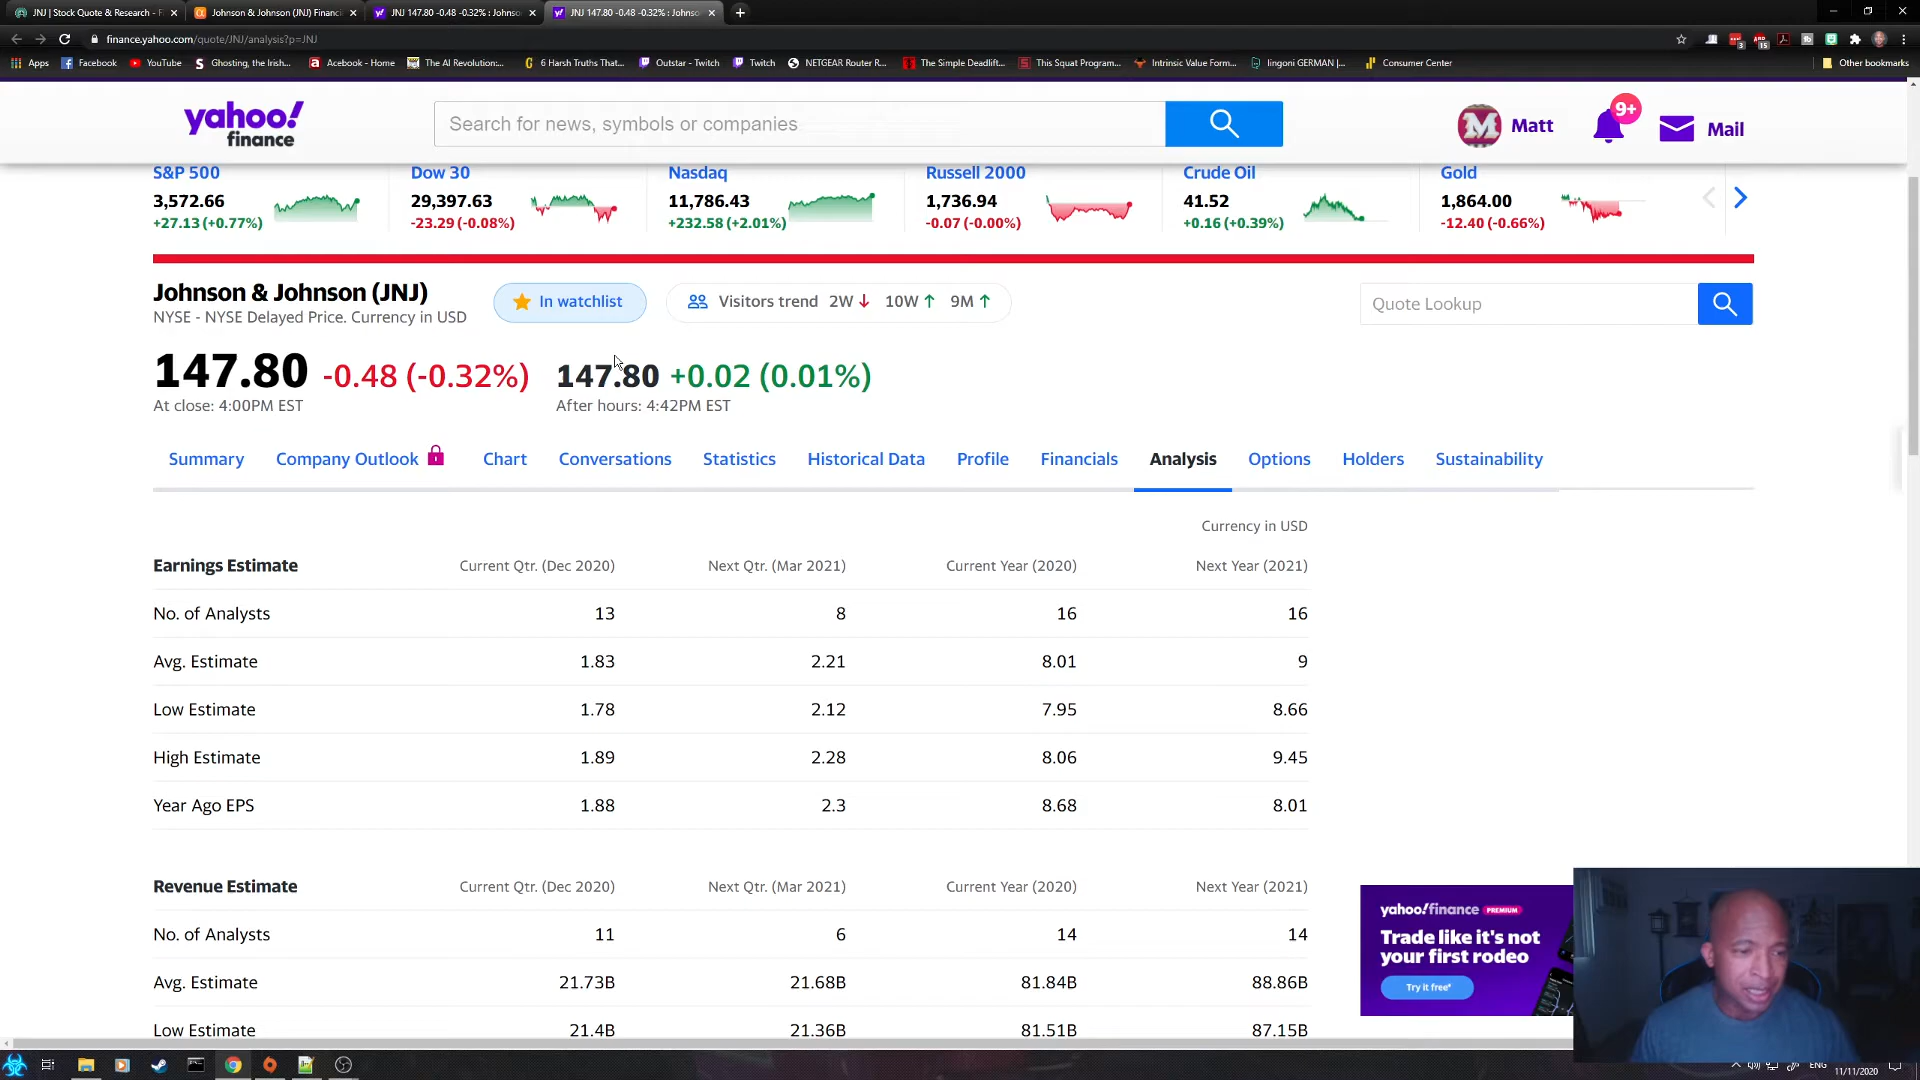 JNJ | Stock Quote & Research - F
Johnson & Johnson (JNJ) Financi
JNJ 147.80 -0.48 -0.32% : Johnso
JNJ 147.80 -0.48 -0.32% : Johnso
finance.yahoo.com/quote/JNJ/analysis?p=JNJ
3 15
Apps Facebook YouTube Ghosting, the Irish... Acebook - Home The AI Revolution:... 6 Harsh Truths That... Outstar - Twitch Twitch NETGEAR Router R... The Simple Deadlift... This Squat Program... Intrinsic Value Form... lingoni GERMAN |... Consumer Center Other bookmarks
yahoo!
finance
Search for news, symbols or companies
Matt
9+
Mail
S&P 500 Dow 30 Nasdaq Russell 2000 Crude Oil Gold
3,572.66 29,397.63 11,786.43 1,736.94 41.52 1,864.00
+27.13 (+0.77%) -23.29 (-0.08%) +232.58 (+2.01%) -0.07 (-0.00%) +0.16 (+0.39%) -12.40 (-0.66%)
Johnson & Johnson (JNJ)
NYSE - NYSE Delayed Price. Currency in USD
In watchlist
Visitors trend 2W ↓ 10W ↑ 9M ↑
Quote Lookup
147.80 -0.48 (-0.32%) 147.80 +0.02 (0.01%)
At close: 4:00PM EST After hours: 4:42PM EST
Summary Company Outlook Chart Conversations Statistics Historical Data Profile Financials Analysis Options Holders Sustainability
Currency in USD
Earnings Estimate Current Qtr. (Dec 2020) Next Qtr. (Mar 2021) Current Year (2020) Next Year (2021)
No. of Analysts 13 8 16 16
Avg. Estimate 1.83 2.21 8.01 9
Low Estimate 1.78 2.12 7.95 8.66
High Estimate 1.89 2.28 8.06 9.45
Year Ago EPS 1.88 2.3 8.68 8.01
Revenue Estimate Current Qtr. (Dec 2020) Next Qtr. (Mar 2021) Current Year (2020) Next Year (2021)
No. of Analysts 11 6 14 14
Avg. Estimate 21.73B 21.68B 81.84B 88.86B
Low Estimate 21.4B 21.36B 81.51B 87.15B
yahoo!finance PREMIUM
Trade like it's not
your first rodeo
Try it free*
ENG
11/11/2020